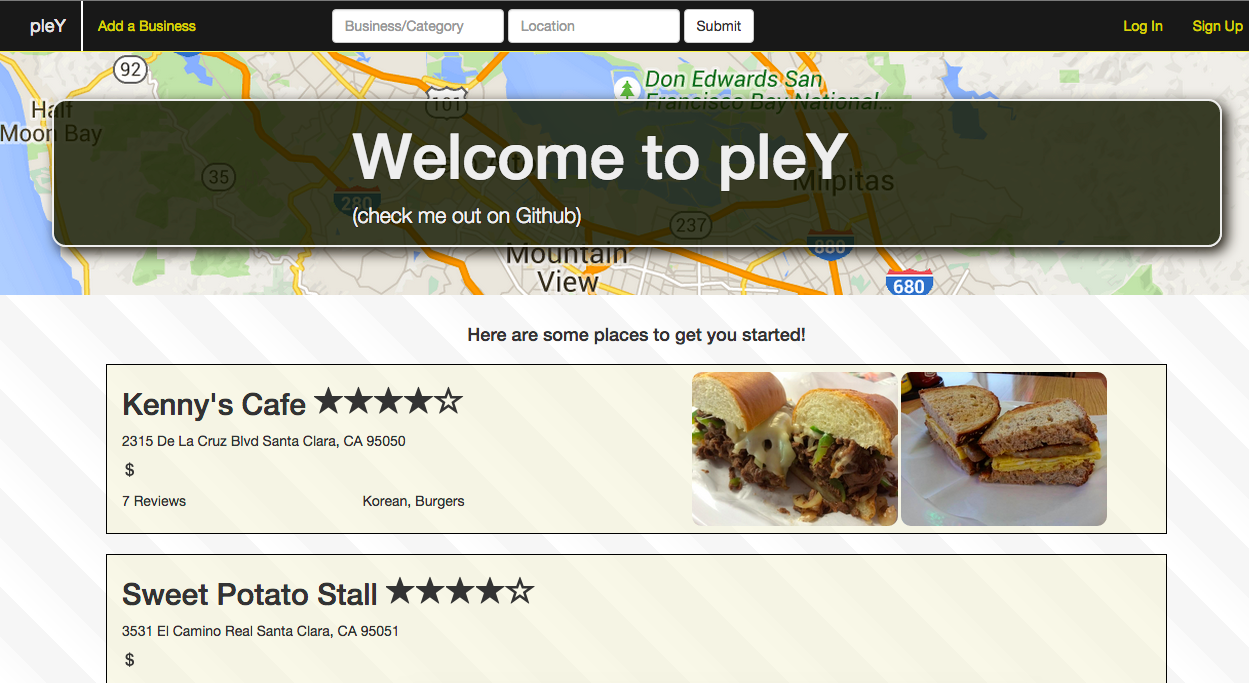 pleY Add a Business Business/Category Location Submit Log In Sign Up
92
101
Don Edwards San
Francisco Bay National...
Half
Moon Bay
Welcome to pleY
35
Milpitas
280
(check me out on Github)
237
880
Mountain
View
680
Here are some places to get you started!
Kenny's Cafe ★★★★☆
2315 De La Cruz Blvd Santa Clara, CA 95050
$
7 Reviews Korean, Burgers
Sweet Potato Stall ★★★★☆
3531 El Camino Real Santa Clara, CA 95051
$